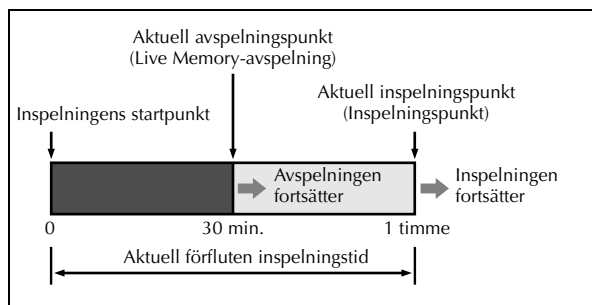 Aktuell avspelningspunkt
(Live Memory-avspelning)
Aktuell inspelningspunkt
(Inspelningspunkt)
Inspelningens startpunkt
Avspelningen
fortsätter
Inspelningen
fortsätter
0
30 min.
1 timme
Aktuell förfluten inspelningstid